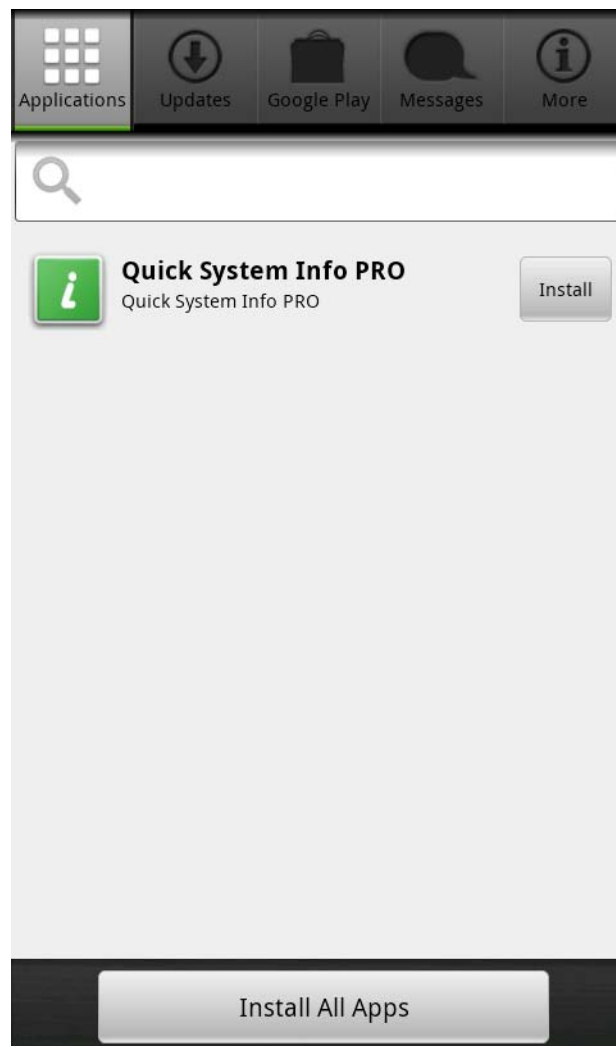 Applications
Updates
Google Play
Messages
More
Quick System Info PRO
Quick System Info PRO
Install
Install All Apps